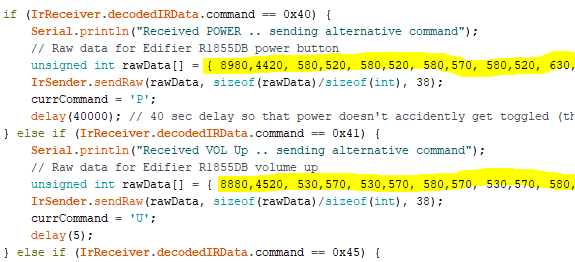 if (IrReceiver.decodedIRData.command == 0x40) {
Serial.println("Received POWER .. sending alternative command");
// Raw data for Edifier R1855DB power button
unsigned int rawData[] = { 8980,4420, 580,520, 580,520, 580,570, 580,520, 630,
IrSender.sendRaw(rawData, sizeof(rawData)/sizeof(int), 38);
currCommand = 'P';
delay(40000); // 40 sec delay so that power doesn't accidently get toggled (th
} else if (IrReceiver.decodedIRData.command == 0x41) {
Serial.println("Received VOL Up .. sending alternative command");
// Raw data for Edifier R1855DB volume up
unsigned int rawData[] = { 8880,4520, 530,570, 530,570, 580,570, 530,570, 580,
IrSender.sendRaw(rawData, sizeof(rawData)/sizeof(int), 38);
currCommand = 'U';
delay(5);
} else if (IrReceiver.decodedIRData.command == 0x45) {